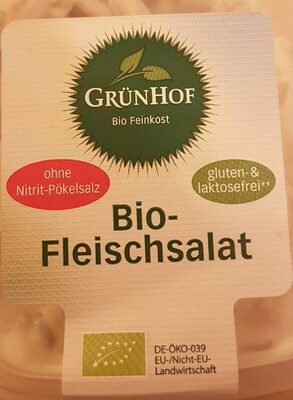 GRÜNHOF
Bio Feinkost
ohne
Nitrit-Pökelsalz
gluten-&
laktosefrei**
Bio-
Fleischsalat
DE-ÖKO-039
EU-/Nicht-EU-
Landwirtschaft